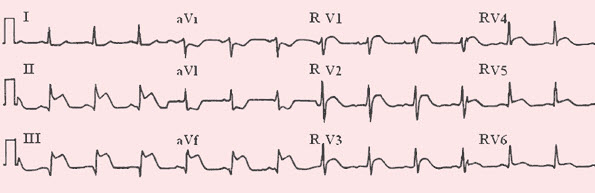 I aVr R V1 RV4
II aVl R V2 RV5
III aVf R V3 RV6